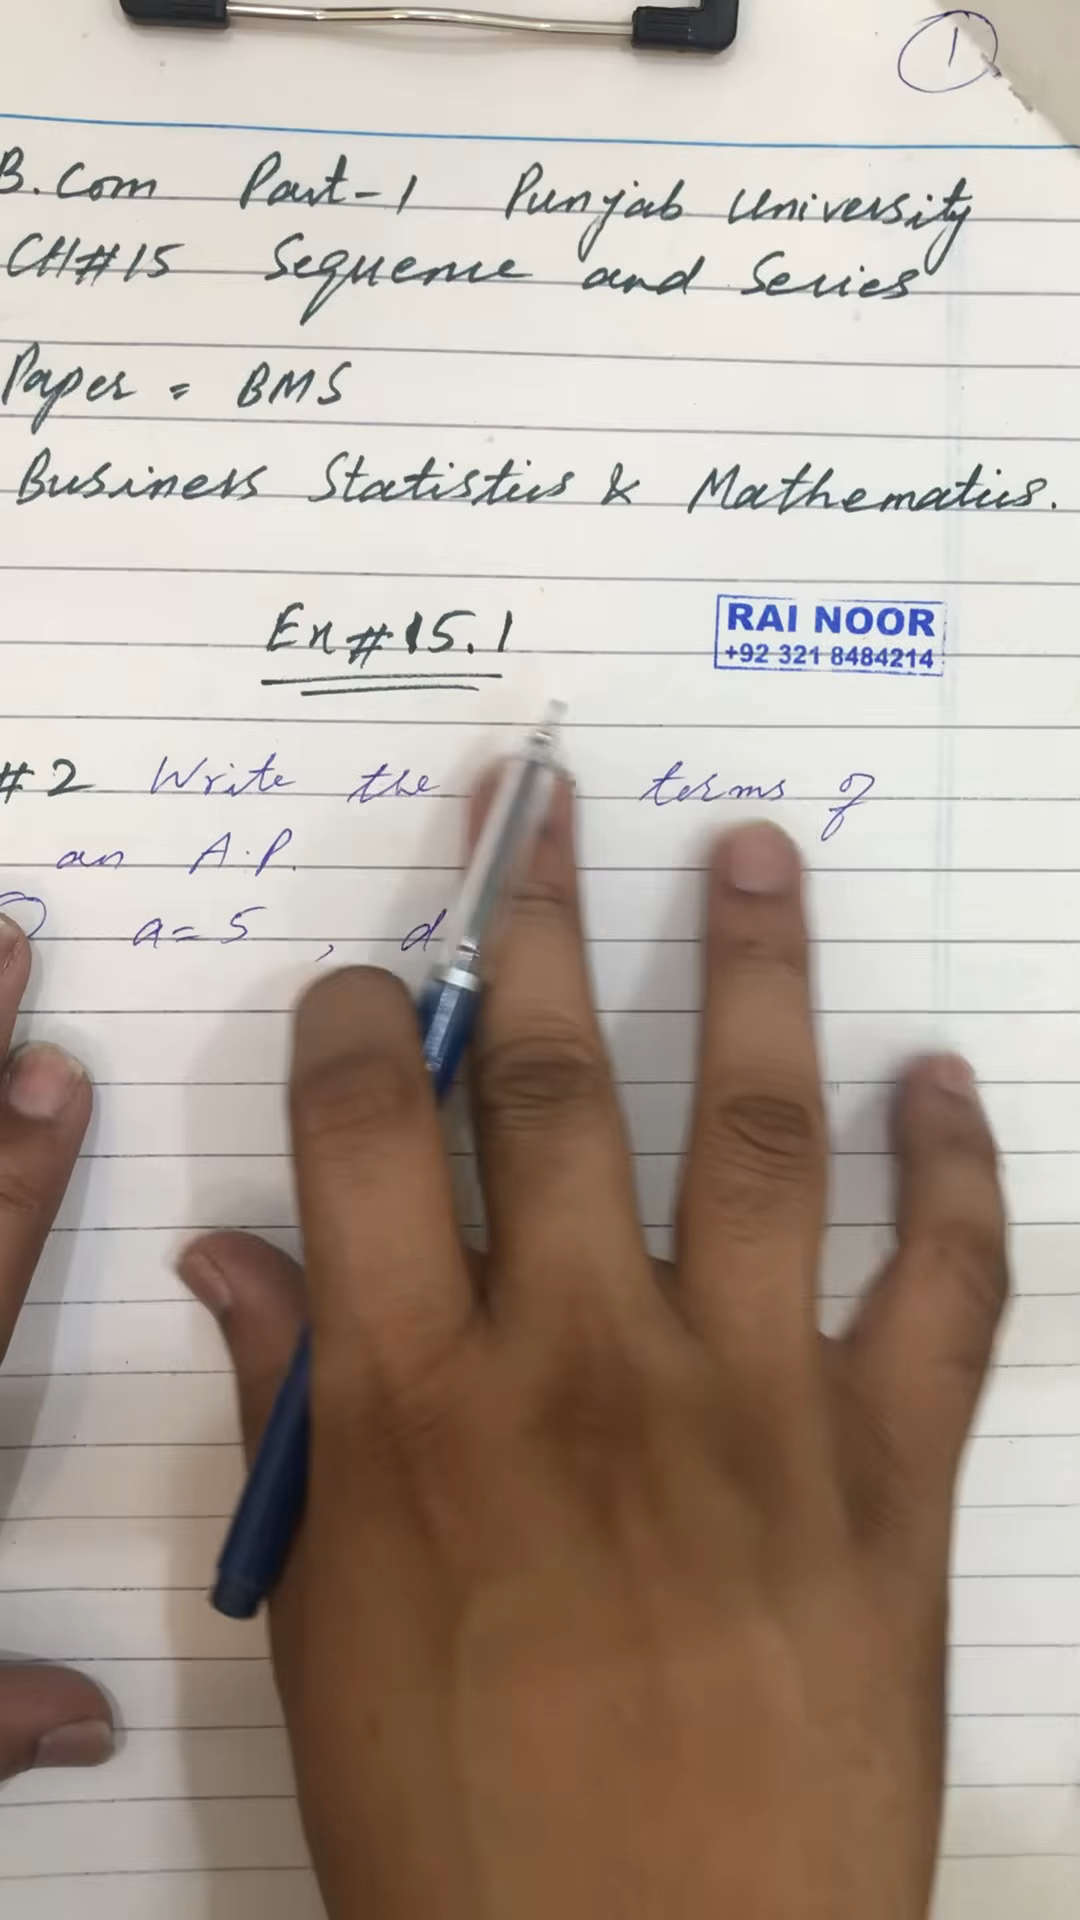 1
B.Com Part-1 Punjab University
CH#15 Sequence and Series
Paper = BMS
Business Statistics & Mathematics.
Ex#15.1
RAI NOOR
+92 321 8484214
#2 Write the terms of
an A.P.
a=5 , d